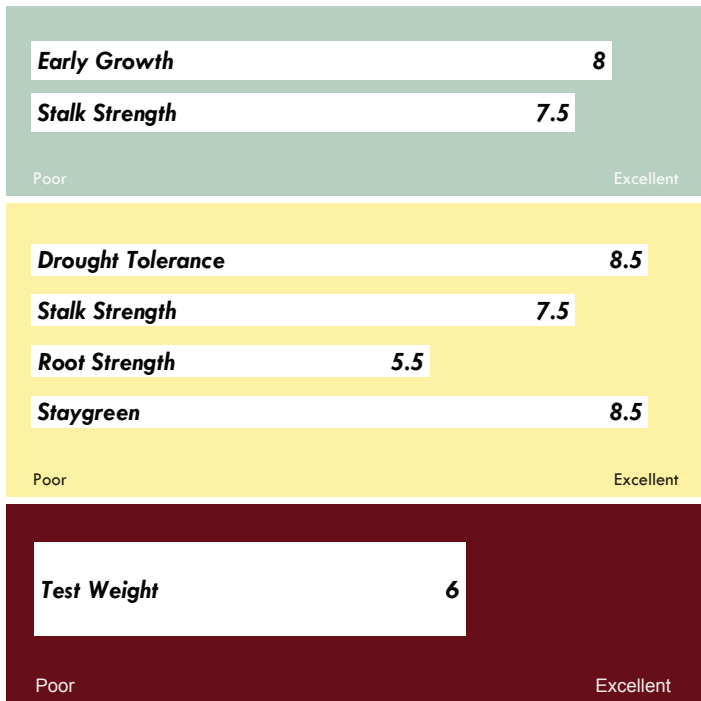 Early Growth 8
Stalk Strength 7.5
Poor Excellent
Drought Tolerance 8.5
Stalk Strength 7.5
Root Strength 5.5
Staygreen 8.5
Poor Excellent
Test Weight 6
Poor Excellent